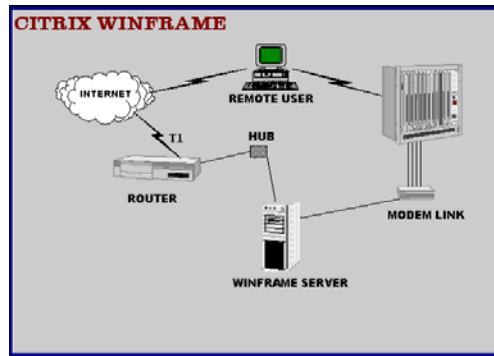 CITRIX WINFRAME
INTERNET
REMOTE USER
T1
HUB
ROUTER
MODEM LINK
WINFRAME SERVER